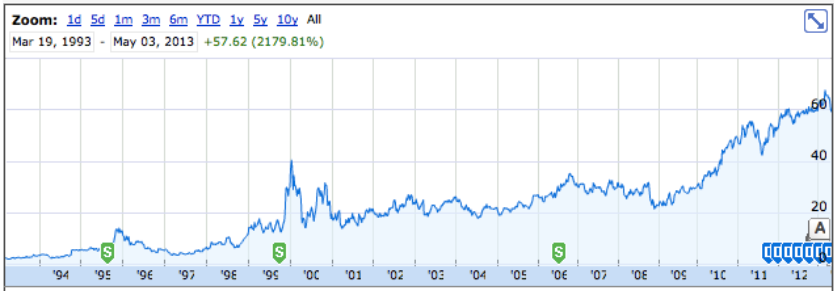 Zoom: 1d 5d 1m 3m 6m YTD 1y 5y 10y All
Mar 19, 1993 - May 03, 2013 +57.62 (2179.81%)
60
40
20
S S S A
0
'94 '95 '96 '97 '98 '99 '00 '01 '02 '03 '04 '05 '06 '07 '08 '09 '10 '11 '12